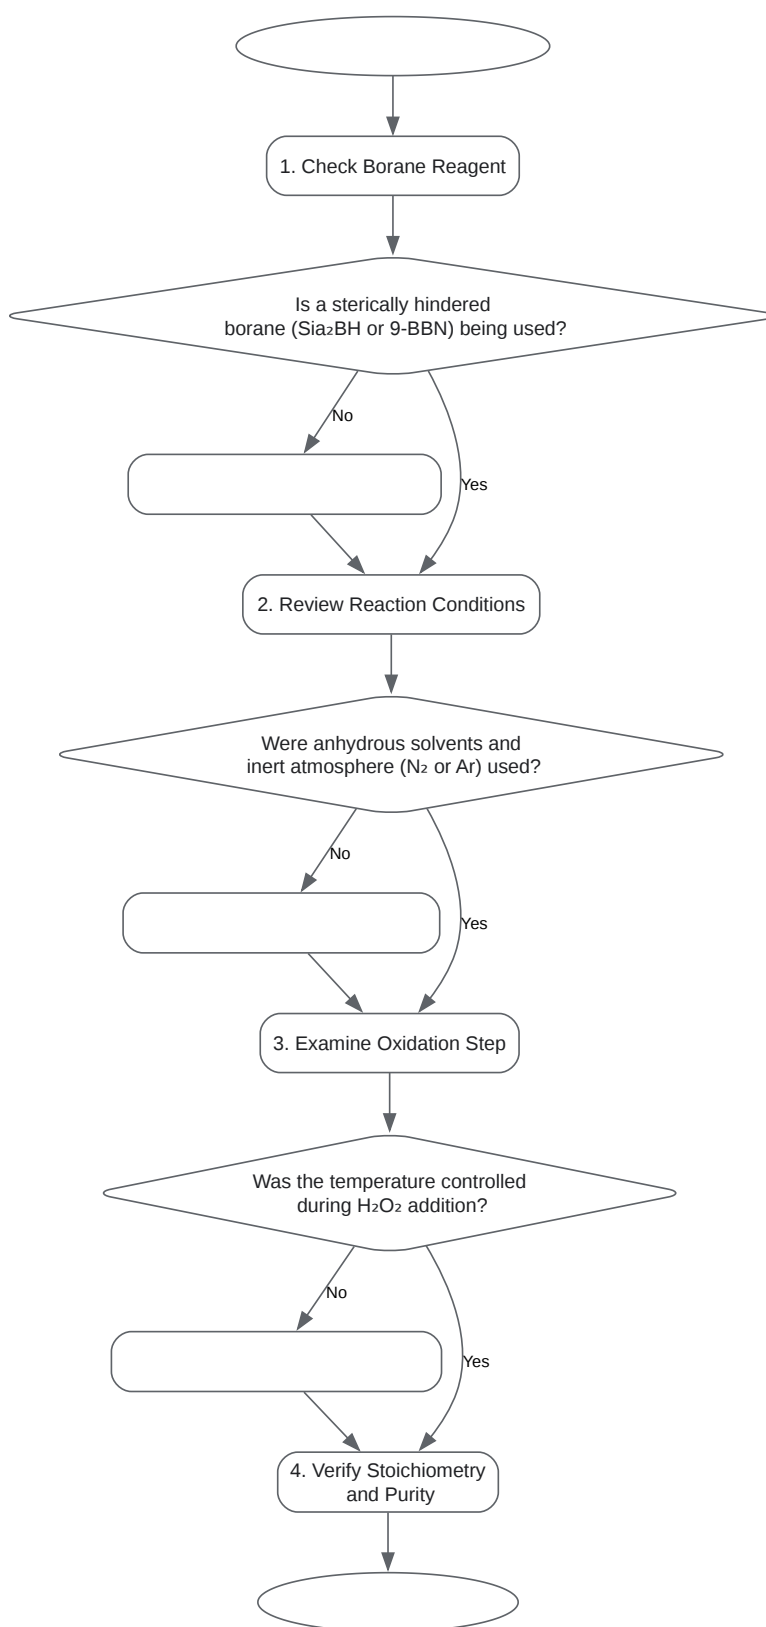 1. Check Borane Reagent
Is a sterically hindered
borane (Sia₂BH or 9-BBN) being used?
No
Yes
2. Review Reaction Conditions
Were anhydrous solvents and
inert atmosphere (N₂ or Ar) used?
No
Yes
3. Examine Oxidation Step
Was the temperature controlled
during H₂O₂ addition?
No
Yes
4. Verify Stoichiometry
and Purity